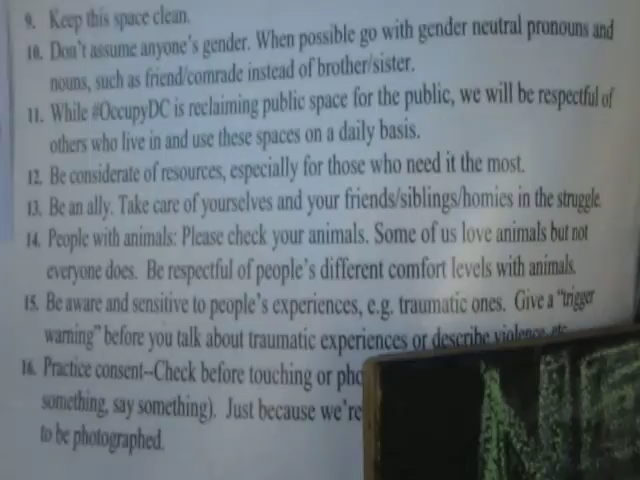 9. Keep this space clean.
10. Don't assume anyone's gender. When possible go with gender neutral pronouns and
nouns, such as friend/comrade instead of brother/sister.
11. While #OccupyDC is reclaiming public space for the public, we will be respectful of
others who live in and use these spaces on a daily basis.
12. Be considerate of resources, especially for those who need it the most.
13. Be an ally. Take care of yourselves and your friends/siblings/homies in the struggle.
14. People with animals: Please check your animals. Some of us love animals but not
everyone does. Be respectful of people's different comfort levels with animals.
15. Be aware and sensitive to people's experiences, e.g. traumatic ones. Give a "trigger
warning" before you talk about traumatic experiences or describe violence etc.
16. Practice consent--Check before touching or pho
something, say something). Just because we're
to be photographed.